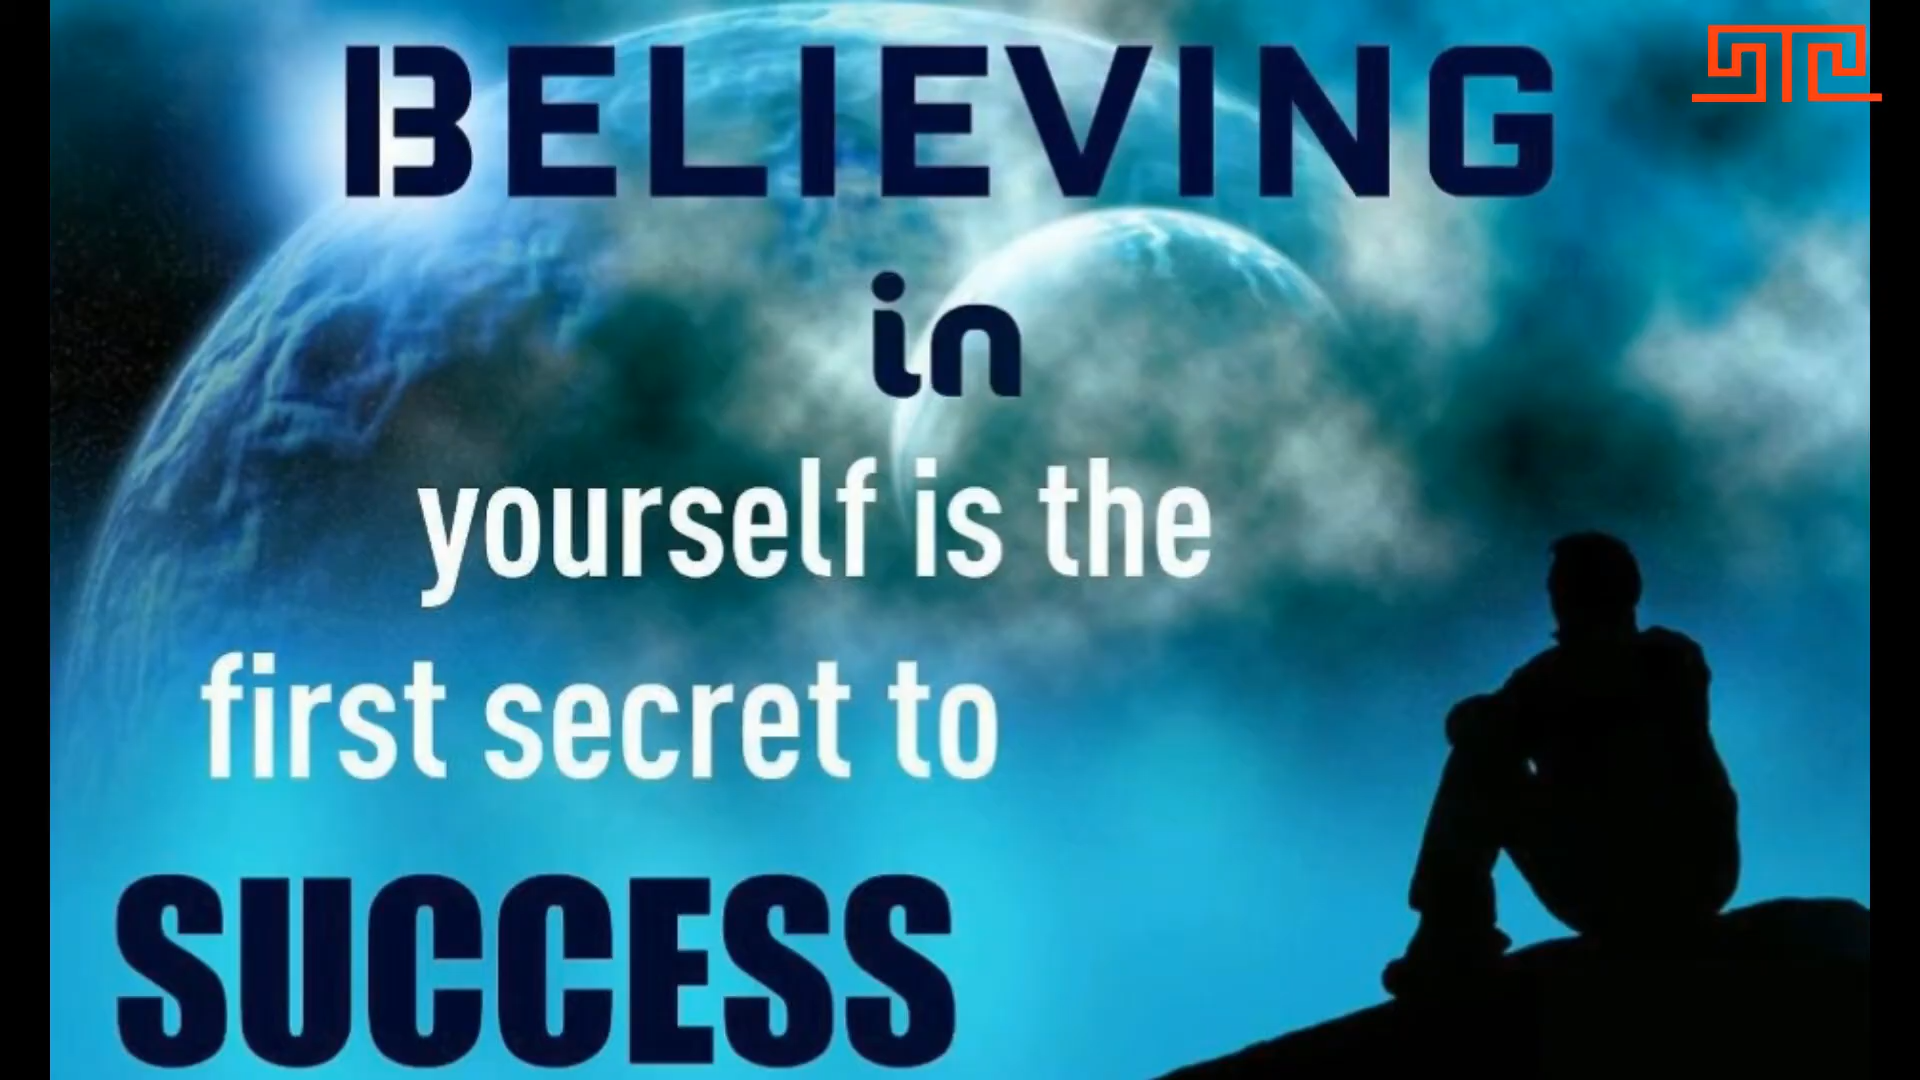 BELIEVING
in
yourself is the
first secret to
SUCCESS